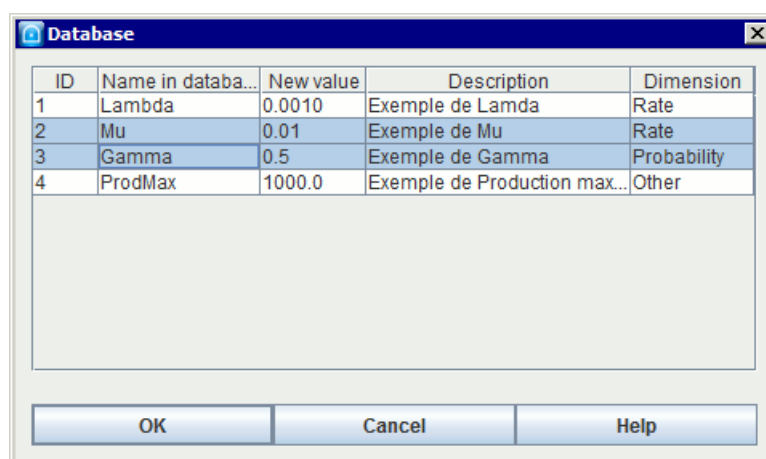 Database
ID Name in databa... New value Description Dimension
1 Lambda 0.0010 Exemple de Lamda Rate
2 Mu 0.01 Exemple de Mu Rate
3 Gamma 0.5 Exemple de Gamma Probability
4 ProdMax 1000.0 Exemple de Production max... Other
OK Cancel Help